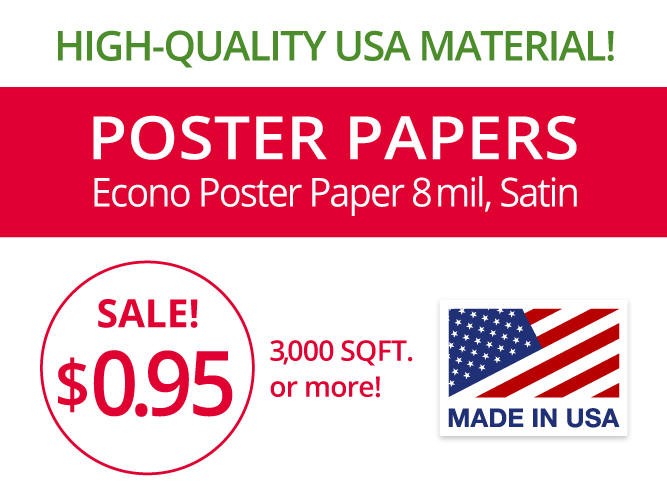 HIGH-QUALITY USA MATERIAL!
POSTER PAPERS
Econo Poster Paper 8 mil, Satin
SALE!
$0.95
3,000 SQFT.
or more!
MADE IN USA